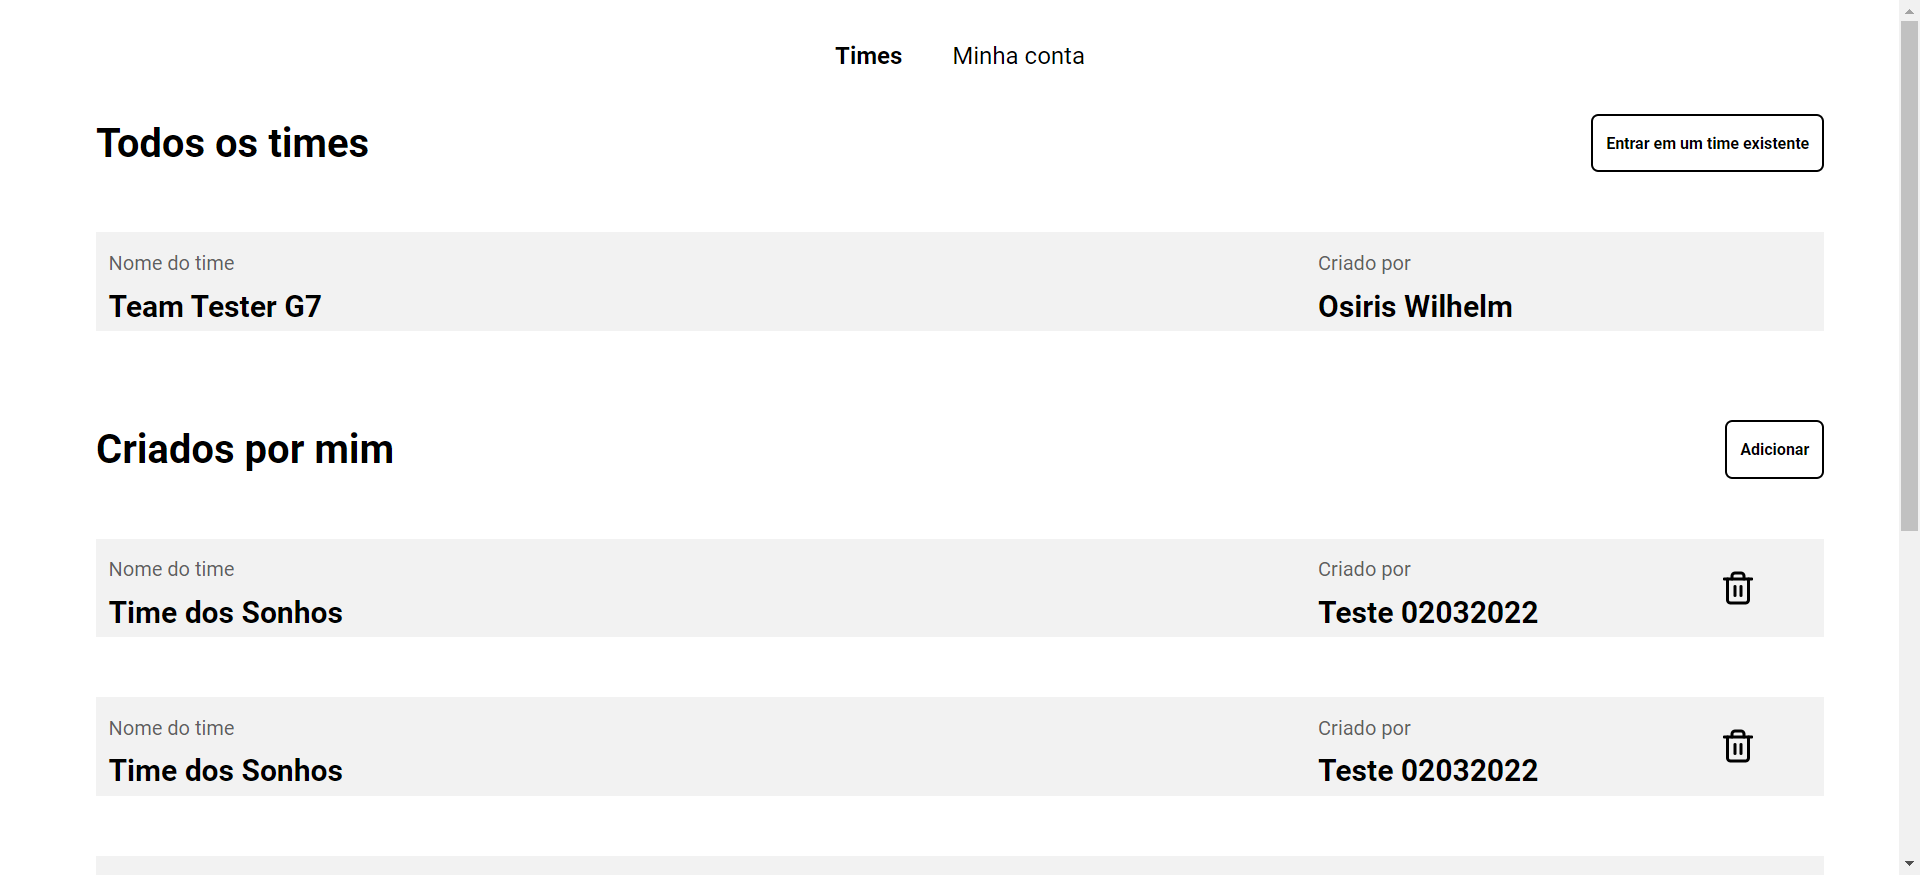 Times Minha conta
Todos os times
Entrar em um time existente
Nome do time Criado por
Team Tester G7 Osiris Wilhelm
Criados por mim
Adicionar
Nome do time Criado por
Time dos Sonhos Teste 02032022
Nome do time Criado por
Time dos Sonhos Teste 02032022